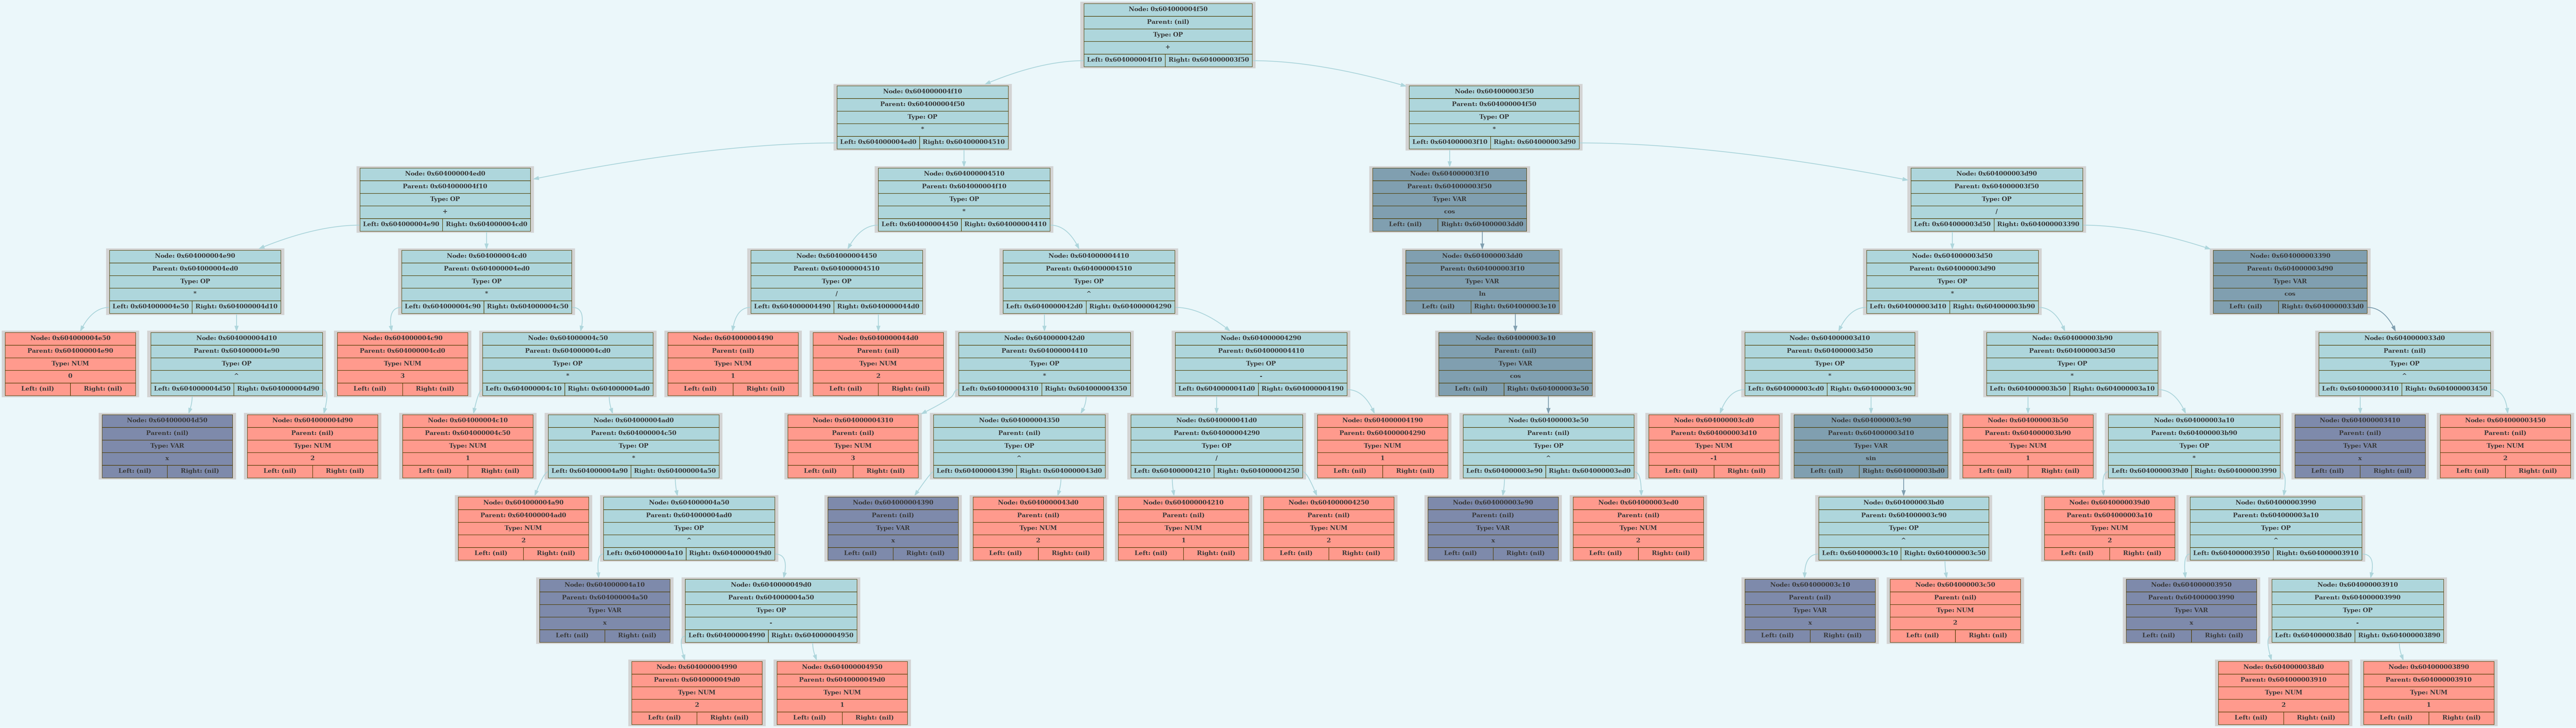 Node: 0x604000004f50
Parent: (nil)
Type: OP
+
Left: 0x604000004f10 Right: 0x604000003f50
Node: 0x604000004f10
Parent: 0x604000004f50
Type: OP
*
Left: 0x604000004ed0 Right: 0x604000004510
Node: 0x604000003f50
Parent: 0x604000004f50
Type: OP
*
Left: 0x604000003f10 Right: 0x604000003d90
Node: 0x604000004ed0
Parent: 0x604000004f10
Type: OP
+
Left: 0x604000004e90 Right: 0x604000004cd0
Node: 0x604000004510
Parent: 0x604000004f10
Type: OP
*
Left: 0x604000004450 Right: 0x604000004410
Node: 0x604000003f10
Parent: 0x604000003f50
Type: VAR
cos
Left: (nil) Right: 0x604000003dd0
Node: 0x604000003d90
Parent: 0x604000003f50
Type: OP
/
Left: 0x604000003d50 Right: 0x604000003390
Node: 0x604000004e90
Parent: 0x604000004ed0
Type: OP
*
Left: 0x604000004e50 Right: 0x604000004d10
Node: 0x604000004cd0
Parent: 0x604000004ed0
Type: OP
*
Left: 0x604000004c90 Right: 0x604000004c50
Node: 0x604000004450
Parent: 0x604000004510
Type: OP
/
Left: 0x604000004490 Right: 0x6040000044d0
Node: 0x604000004410
Parent: 0x604000004510
Type: OP
^
Left: 0x6040000042d0 Right: 0x604000004290
Node: 0x604000003dd0
Parent: 0x604000003f10
Type: VAR
ln
Left: (nil) Right: 0x604000003e10
Node: 0x604000003d50
Parent: 0x604000003d90
Type: OP
*
Left: 0x604000003d10 Right: 0x604000003b90
Node: 0x604000003390
Parent: 0x604000003d90
Type: VAR
cos
Left: (nil) Right: 0x6040000033d0
Node: 0x604000004e50
Parent: 0x604000004e90
Type: NUM
0
Left: (nil) Right: (nil)
Node: 0x604000004d10
Parent: 0x604000004e90
Type: OP
^
Left: 0x604000004d50 Right: 0x604000004d90
Node: 0x604000004c90
Parent: 0x604000004cd0
Type: NUM
3
Left: (nil) Right: (nil)
Node: 0x604000004c50
Parent: 0x604000004cd0
Type: OP
*
Left: 0x604000004c10 Right: 0x604000004ad0
Node: 0x604000004490
Parent: (nil)
Type: NUM
1
Left: (nil) Right: (nil)
Node: 0x6040000044d0
Parent: (nil)
Type: NUM
2
Left: (nil) Right: (nil)
Node: 0x6040000042d0
Parent: 0x604000004410
Type: OP
*
Left: 0x604000004310 Right: 0x604000004350
Node: 0x604000004290
Parent: 0x604000004410
Type: OP
-
Left: 0x6040000041d0 Right: 0x604000004190
Node: 0x604000003e10
Parent: (nil)
Type: VAR
cos
Left: (nil) Right: 0x604000003e50
Node: 0x604000003d10
Parent: 0x604000003d50
Type: OP
*
Left: 0x604000003cd0 Right: 0x604000003c90
Node: 0x604000003b90
Parent: 0x604000003d50
Type: OP
*
Left: 0x604000003b50 Right: 0x604000003a10
Node: 0x6040000033d0
Parent: (nil)
Type: OP
^
Left: 0x604000003410 Right: 0x604000003450
Node: 0x604000004d50
Parent: (nil)
Type: VAR
x
Left: (nil) Right: (nil)
Node: 0x604000004d90
Parent: (nil)
Type: NUM
2
Left: (nil) Right: (nil)
Node: 0x604000004c10
Parent: 0x604000004c50
Type: NUM
1
Left: (nil) Right: (nil)
Node: 0x604000004ad0
Parent: 0x604000004c50
Type: OP
*
Left: 0x604000004a90 Right: 0x604000004a50
Node: 0x604000004310
Parent: (nil)
Type: NUM
3
Left: (nil) Right: (nil)
Node: 0x604000004350
Parent: (nil)
Type: OP
^
Left: 0x604000004390 Right: 0x6040000043d0
Node: 0x6040000041d0
Parent: 0x604000004290
Type: OP
/
Left: 0x604000004210 Right: 0x604000004250
Node: 0x604000004190
Parent: 0x604000004290
Type: NUM
1
Left: (nil) Right: (nil)
Node: 0x604000003e50
Parent: (nil)
Type: OP
^
Left: 0x604000003e90 Right: 0x604000003ed0
Node: 0x604000003cd0
Parent: 0x604000003d10
Type: NUM
-1
Left: (nil) Right: (nil)
Node: 0x604000003c90
Parent: 0x604000003d10
Type: VAR
sin
Left: (nil) Right: 0x604000003bd0
Node: 0x604000003b50
Parent: 0x604000003b90
Type: NUM
1
Left: (nil) Right: (nil)
Node: 0x604000003a10
Parent: 0x604000003b90
Type: OP
*
Left: 0x6040000039d0 Right: 0x604000003990
Node: 0x604000003410
Parent: (nil)
Type: VAR
x
Left: (nil) Right: (nil)
Node: 0x604000003450
Parent: (nil)
Type: NUM
2
Left: (nil) Right: (nil)
Node: 0x604000004a90
Parent: 0x604000004ad0
Type: NUM
2
Left: (nil) Right: (nil)
Node: 0x604000004a50
Parent: 0x604000004ad0
Type: OP
^
Left: 0x604000004a10 Right: 0x6040000049d0
Node: 0x604000004390
Parent: (nil)
Type: VAR
x
Left: (nil) Right: (nil)
Node: 0x6040000043d0
Parent: (nil)
Type: NUM
2
Left: (nil) Right: (nil)
Node: 0x604000004210
Parent: (nil)
Type: NUM
1
Left: (nil) Right: (nil)
Node: 0x604000004250
Parent: (nil)
Type: NUM
2
Left: (nil) Right: (nil)
Node: 0x604000003e90
Parent: (nil)
Type: VAR
x
Left: (nil) Right: (nil)
Node: 0x604000003ed0
Parent: (nil)
Type: NUM
2
Left: (nil) Right: (nil)
Node: 0x604000003bd0
Parent: 0x604000003c90
Type: OP
^
Left: 0x604000003c10 Right: 0x604000003c50
Node: 0x6040000039d0
Parent: 0x604000003a10
Type: NUM
2
Left: (nil) Right: (nil)
Node: 0x604000003990
Parent: 0x604000003a10
Type: OP
^
Left: 0x604000003950 Right: 0x604000003910
Node: 0x604000004a10
Parent: 0x604000004a50
Type: VAR
x
Left: (nil) Right: (nil)
Node: 0x6040000049d0
Parent: 0x604000004a50
Type: OP
-
Left: 0x604000004990 Right: 0x604000004950
Node: 0x604000003c10
Parent: (nil)
Type: VAR
x
Left: (nil) Right: (nil)
Node: 0x604000003c50
Parent: (nil)
Type: NUM
2
Left: (nil) Right: (nil)
Node: 0x604000003950
Parent: 0x604000003990
Type: VAR
x
Left: (nil) Right: (nil)
Node: 0x604000003910
Parent: 0x604000003990
Type: OP
-
Left: 0x6040000038d0 Right: 0x604000003890
Node: 0x604000004990
Parent: 0x6040000049d0
Type: NUM
2
Left: (nil) Right: (nil)
Node: 0x604000004950
Parent: 0x6040000049d0
Type: NUM
1
Left: (nil) Right: (nil)
Node: 0x6040000038d0
Parent: 0x604000003910
Type: NUM
2
Left: (nil) Right: (nil)
Node: 0x604000003890
Parent: 0x604000003910
Type: NUM
1
Left: (nil) Right: (nil)